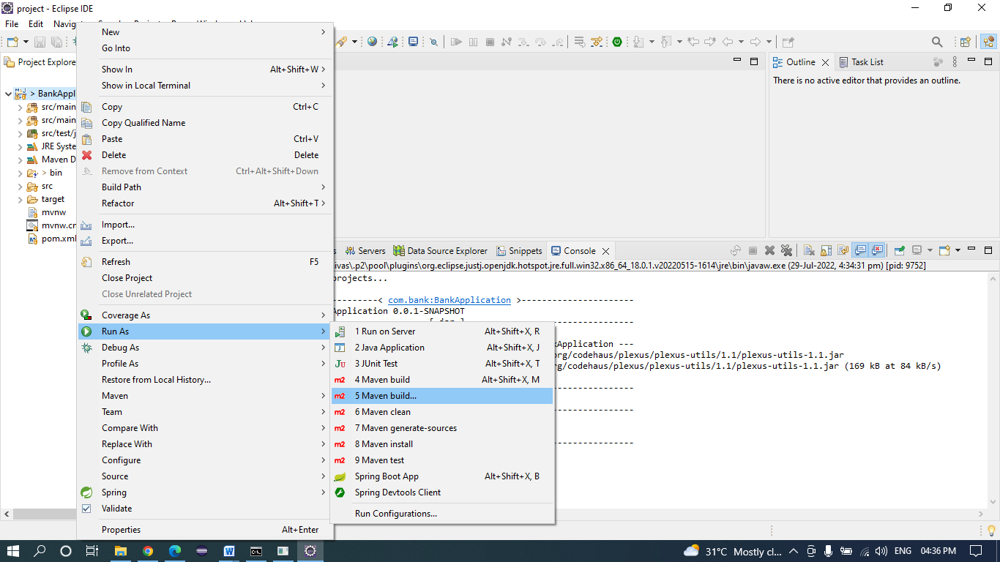 project - Eclipse IDE
File Edit
New
Go Into
Show In Alt+Shift+W
Show in Local Terminal
Copy Ctrl+C
Copy Qualified Name
Paste Ctrl+V
Delete Delete
Remove from Context Ctrl+Alt+Shift+Down
Build Path
Refactor Alt+Shift+T
Import...
Export...
Refresh F5
Close Project
Close Unrelated Project
Coverage As
Run As
Debug As
Profile As
Restore from Local History...
Maven
Team
Compare With
Replace With
Configure
Source
Spring
Validate
Properties Alt+Enter
1 Run on Server Alt+Shift+X, R
2 Java Application Alt+Shift+X, J
3 JUnit Test Alt+Shift+X, T
4 Maven build Alt+Shift+X, M
5 Maven build...
6 Maven clean
7 Maven generate-sources
8 Maven install
9 Maven test
Spring Boot App Alt+Shift+X, B
Spring Devtools Client
Run Configurations...
Project Explore
> BankAppl
src/main
src/main
src/test/j
JRE Syste
Maven D
> bin
src
target
mvnw
mvnw.cm
pom.xml
Outline Task List
There is no active editor that provides an outline.
s Servers Data Source Explorer Snippets Console
ivas\.p2\pool\plugins\org.eclipse.justj.openjdk.hotspot.jre.full.win32.x86_64_18.0.1.v20220515-1614\jre\bin\javaw.exe (29-Jul-2022, 4:34:31 pm) [pid: 9752]
projects...
---------< com.bank:BankApplication >----------------------
Application 0.0.1-SNAPSHOT
kApplication ---
org/codehaus/plexus/plexus-utils/1.1/plexus-utils-1.1.jar
rg/codehaus/plexus/plexus-utils/1.1/plexus-utils-1.1.jar (169 kB at 84 kB/s)
31°C Mostly cl... ENG 04:36 PM